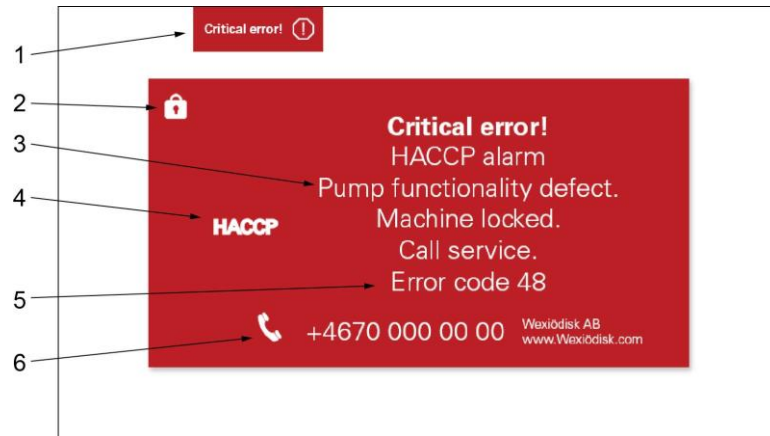 Critical error!
1
2
Critical error!
3
HACCP alarm
Pump functionality defect.
4
HACCP
Machine locked.
Call service.
5
Error code 48
6
+4670 000 00 00
Wexiödisk AB
www.Wexiödisk.com